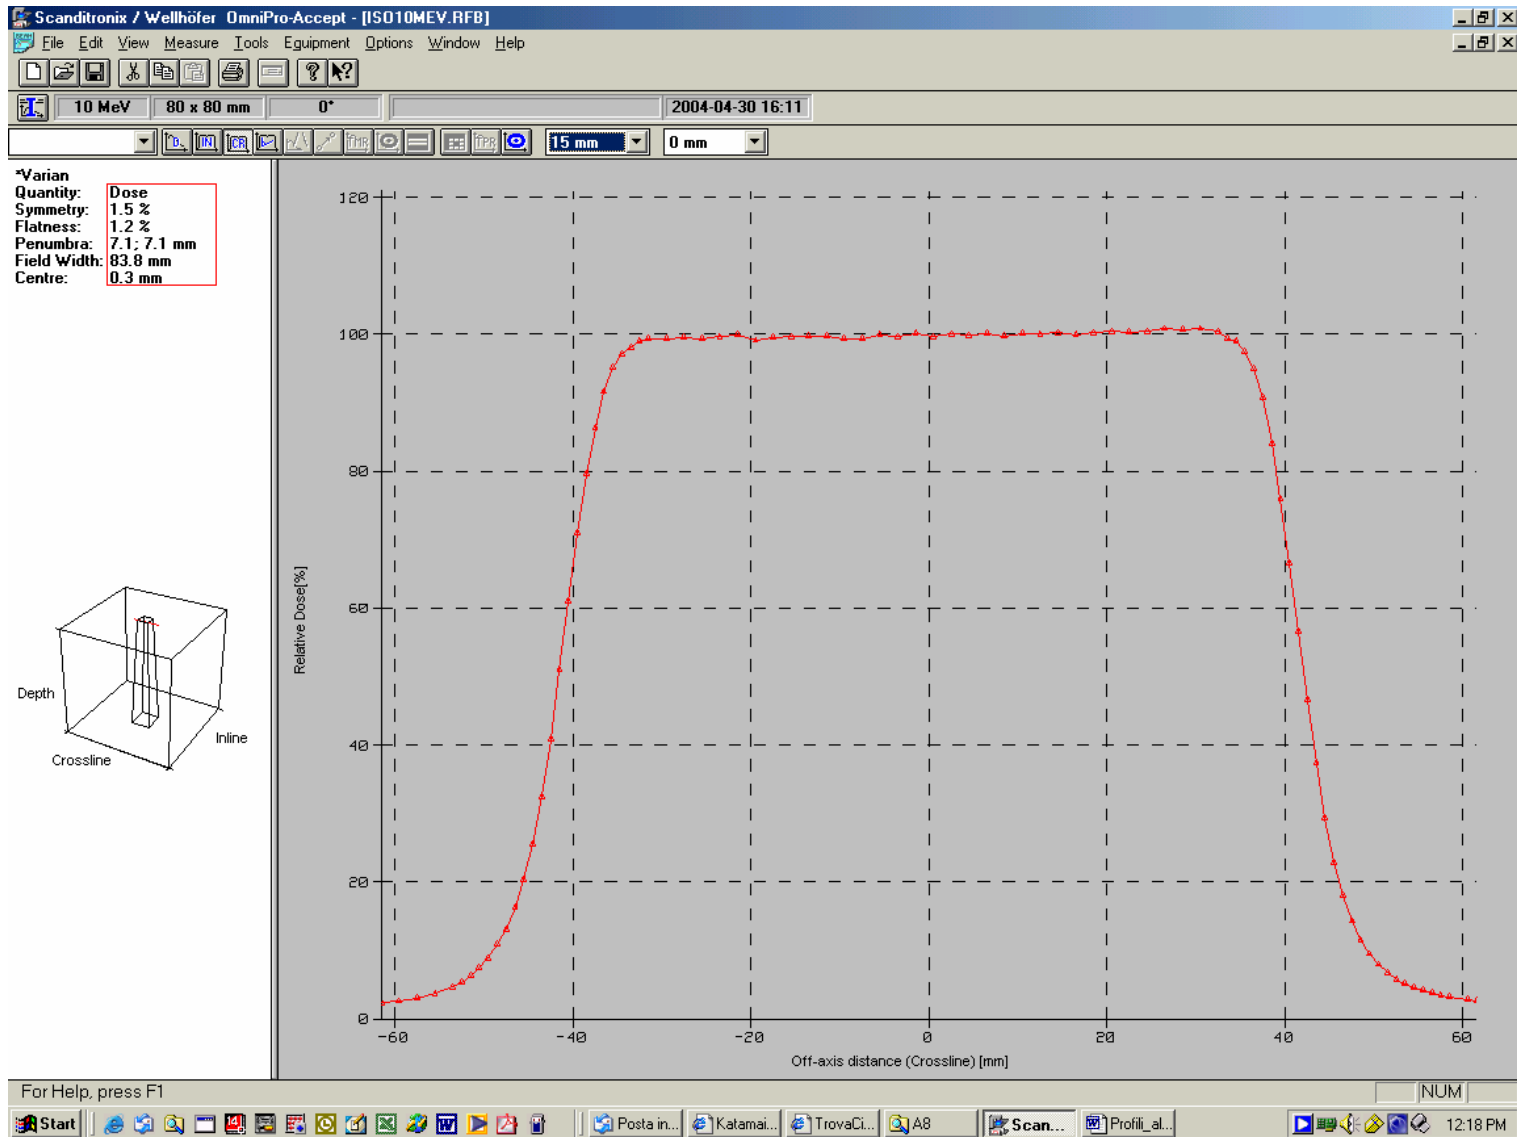 Scanditronix / Wellhöfer OmniPro-Accept - [ISO10MEV.RFB]
File Edit View Measure Tools Equipment Options Window Help
10 MeV 80 x 80 mm 0° 2004-04-30 16:11
15 mm 0 mm
*Varian
Quantity: Dose
Symmetry: 1.5 %
Flatness: 1.2 %
Penumbra: 7.1; 7.1 mm
Field Width: 83.8 mm
Centre: 0.3 mm
Depth
Crossline
Inline
Relative Dose[%]
120
100
80
60
40
20
0
-60 -40 -20 0 20 40 60
Off-axis distance (Crossline) [mm]
For Help, press F1
NUM
Start Posta in... Katamai... TrovaCi... A8 Scan... Profili_al... 12:18 PM